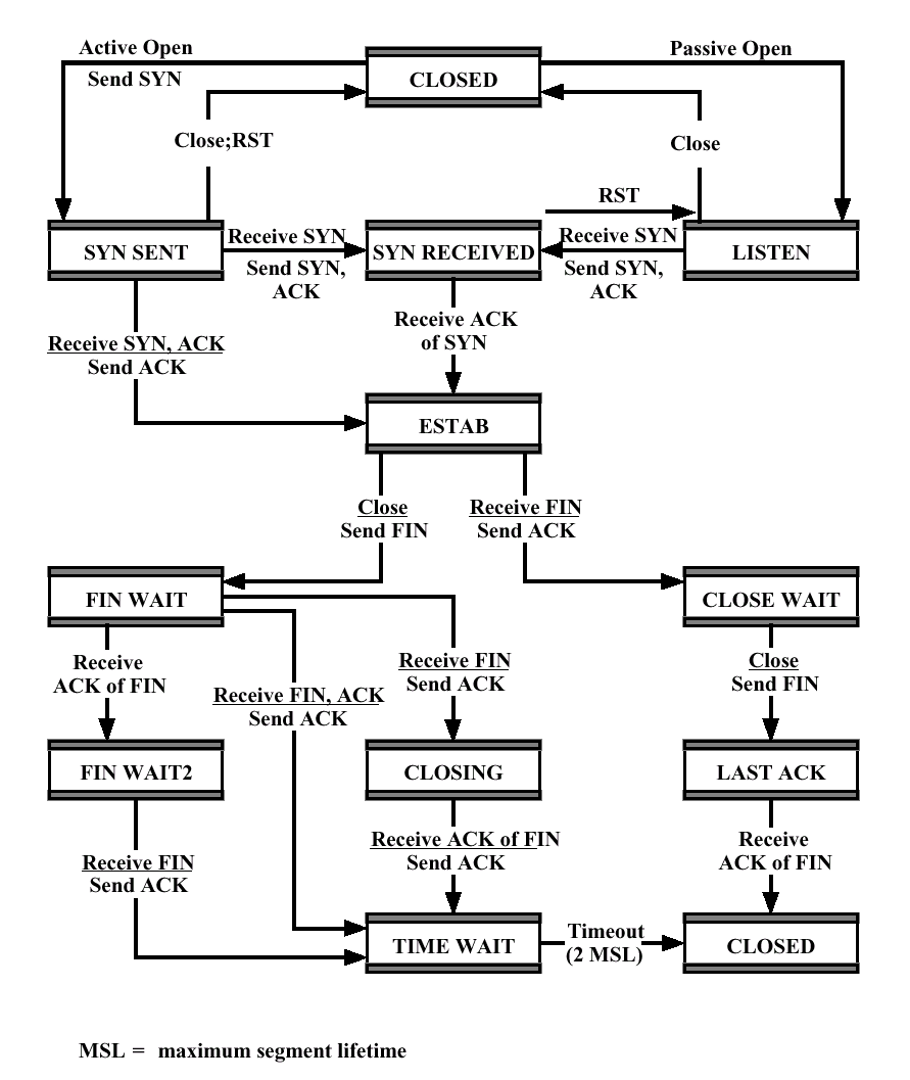 Active Open
Passive Open
Send SYN
CLOSED
Close;RST
Close
RST
Receive SYN
Receive SYN
SYN SENT
SYN RECEIVED
LISTEN
Send SYN,
ACK
Send SYN,
ACK
Receive ACK
of SYN
Receive SYN, ACK
Send ACK
ESTAB
Close
Send FIN
Receive FIN
Send ACK
FIN WAIT
CLOSE WAIT
Receive
ACK of FIN
Receive FIN, ACK
Send ACK
Receive FIN
Send ACK
Close
Send FIN
FIN WAIT2
CLOSING
LAST ACK
Receive FIN
Send ACK
Receive ACK of FIN
Send ACK
Receive
ACK of FIN
TIME WAIT
Timeout
(2 MSL)
CLOSED
MSL = maximum segment lifetime